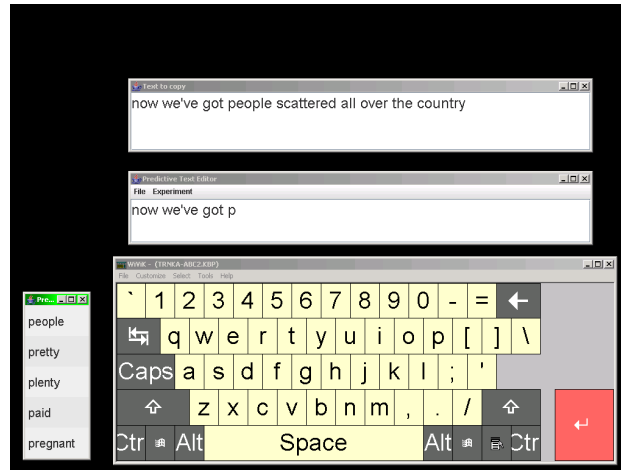 Text to copy
now we've got people scattered all over the country
Predictive Text Editor
File Experiment
now we've got p
WiViK - (TRNKA-ABC2.KBP)
File Customize Select Tools Help
Pre...
people
pretty
plenty
paid
pregnant
` 1 2 3 4 5 6 7 8 9 0 - =
q w e r t y u i o p [ ] \
Caps a s d f g h j k l ; '
z x c v b n m , . /
Ctr Alt Space Alt Ctr